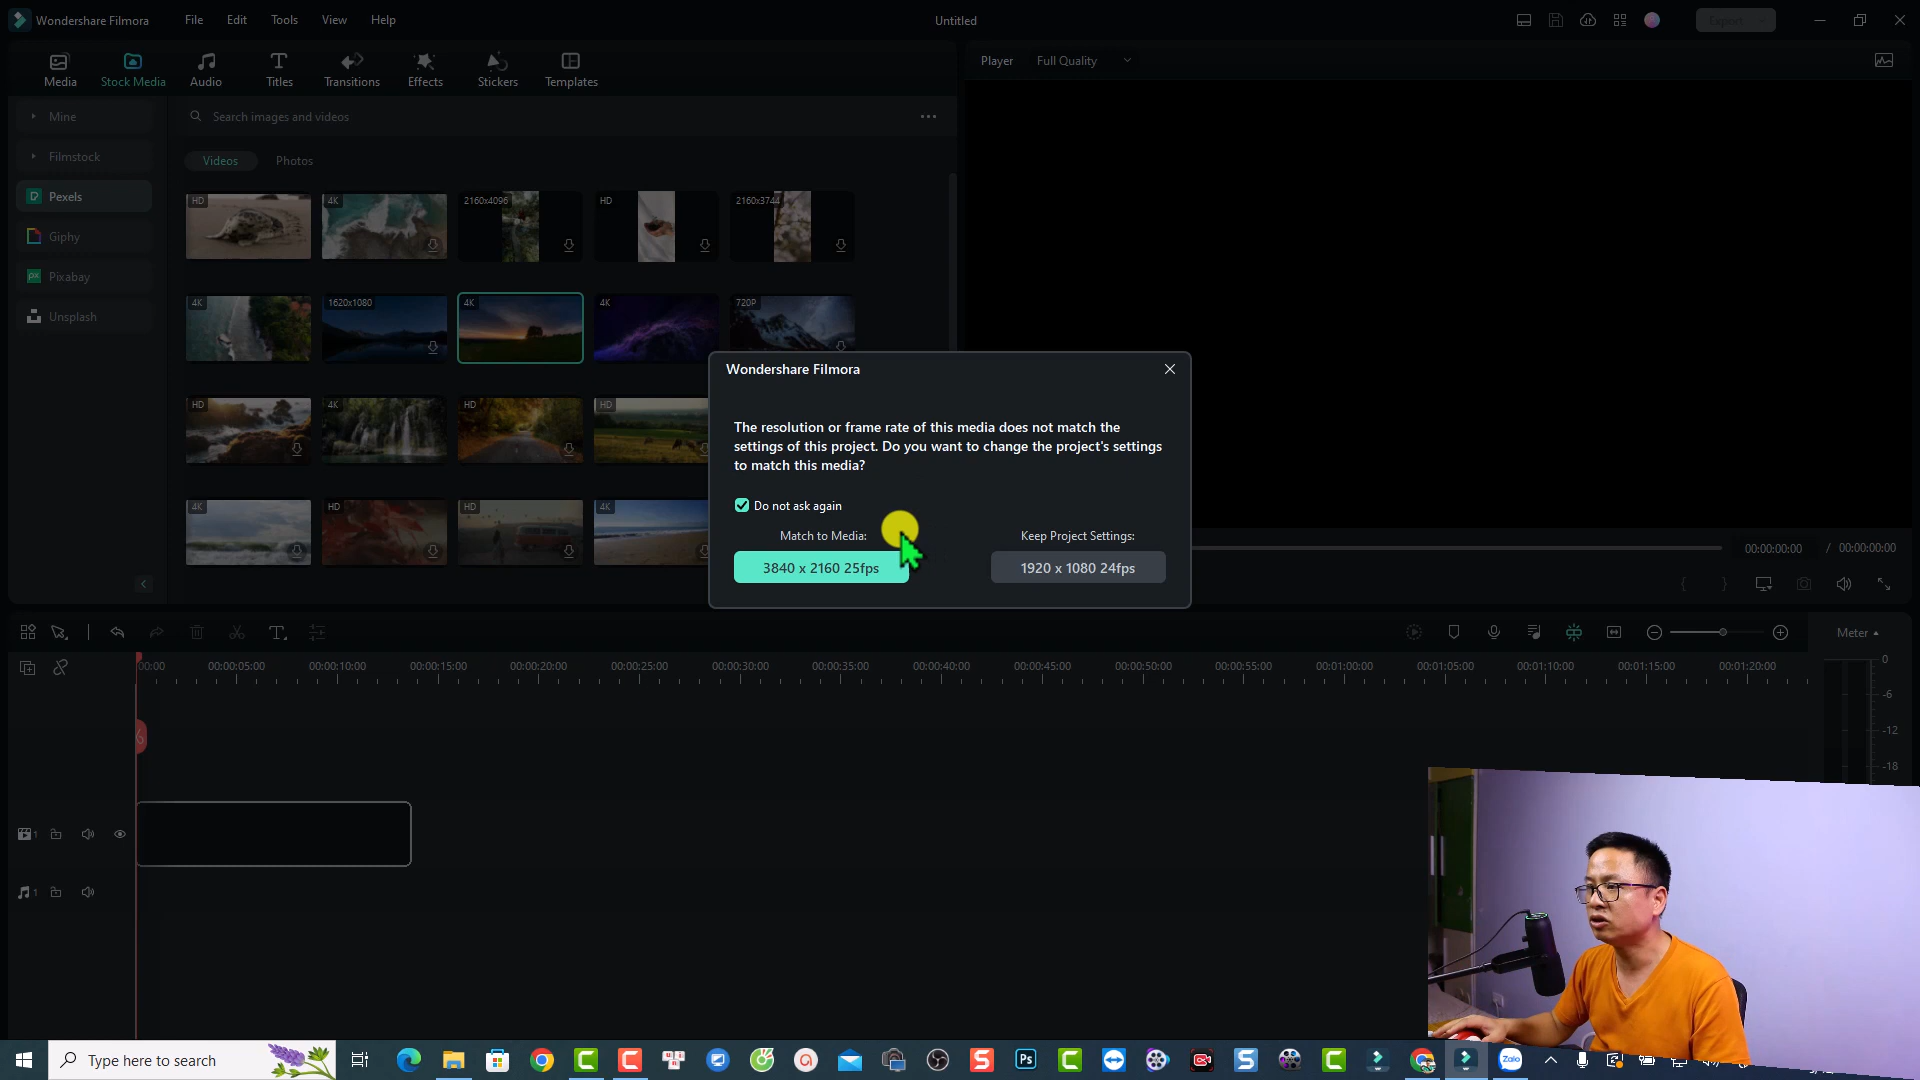 Wondershare Filmora
File
Edit
Tools
View
Help
Untitled
Export
Media
Stock Media
Audio
Titles
Transitions
Effects
Stickers
Templates
Player
Full Quality
Mine
Filmstock
Pexels
Giphy
Pixabay
Unsplash
Search images and videos
Videos
Photos
HD
4K
2160x4096
HD
2160x3744
4K
1620x1080
4K
4K
720P
HD
4K
HD
HD
4K
HD
HD
4K
Wondershare Filmora
The resolution or frame rate of this media does not match the
settings of this project. Do you want to change the project's settings
to match this media?
Do not ask again
Match to Media:
Keep Project Settings:
3840 x 2160 25fps
1920 x 1080 24fps
00:00:00:00
/ 00:00:00:00
Meter
00:00
00:00:05:00
00:00:10:00
00:00:15:00
00:00:20:00
00:00:25:00
00:00:30:00
00:00:35:00
00:00:40:00
00:00:45:00
00:00:50:00
00:00:55:00
00:01:00:00
00:01:05:00
00:01:10:00
00:01:15:00
00:01:20:00
0
-6
-12
-18
1
1
Type here to search
Ps
Zalo